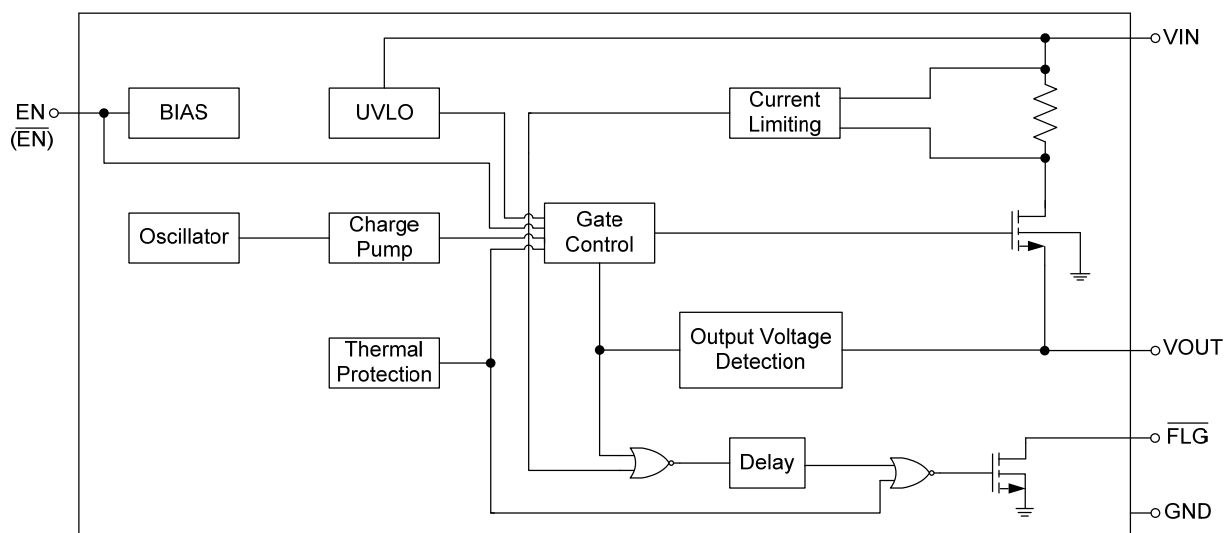 VIN
EN
(EN)
BIAS
UVLO
Current
Limiting
Oscillator
Charge
Pump
Gate
Control
Thermal
Protection
Output Voltage
Detection
VOUT
FLG
Delay
GND